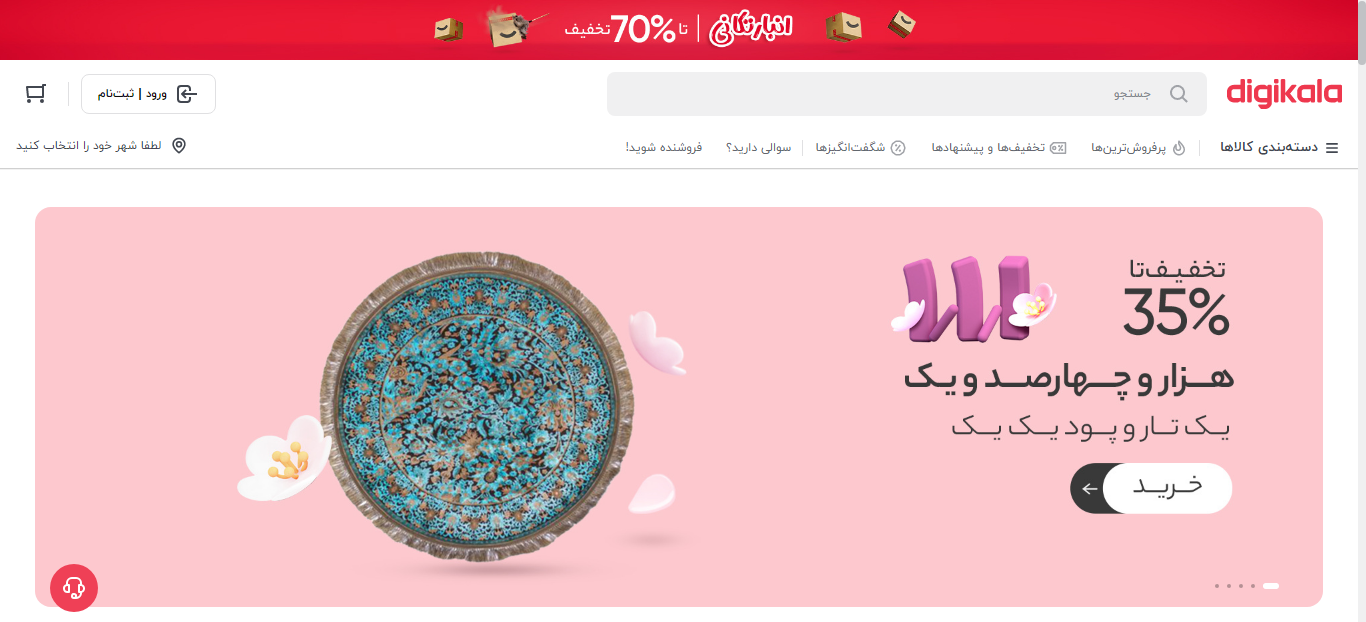 انبارتکانی | تا 70% تخفیف
digikala
جستجو
ورود | ثبت‌نام
دسته‌بندی کالاها
پرفروش‌ترین‌ها
تخفیف‌ها و پیشنهادها
شگفت‌انگیزها
سوالی دارید؟
فروشنده شوید!
لطفا شهر خود را انتخاب کنید
تخفیف تا
35%
هزار و چهارصد و یک
یک تار و پود یک یک
خرید